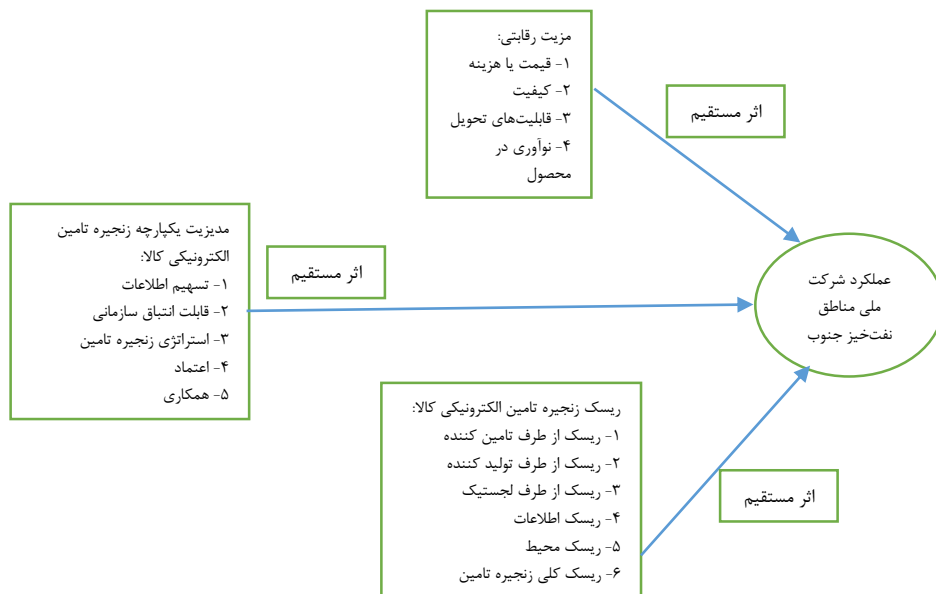 مزیت رقابتی:
۱- قیمت یا هزینه
۲- کیفیت
۳- قابلیت‌های تحویل
۴- نوآوری در
محصول
اثر مستقیم
مدیزیت یکپارچه زنجیره تامین
الکترونیکی کالا:
۱- تسهیم اطلاعات
۲- قابلت انتباق سازمانی
۳- استراتژی زنجیره تامین
۴- اعتماد
۵- همکاری
اثر مستقیم
عملکرد شرکت
ملی مناطق
نفت‌خیز جنوب
ریسک زنجیره تامین الکترونیکی کالا:
۱- ریسک از طرف تامین کننده
۲- ریسک از طرف تولید کننده
۳- ریسک از طرف لجستیک
۴- ریسک اطلاعات
۵- ریسک محیط
۶- ریسک کلی زنجیره تامین
اثر مستقیم